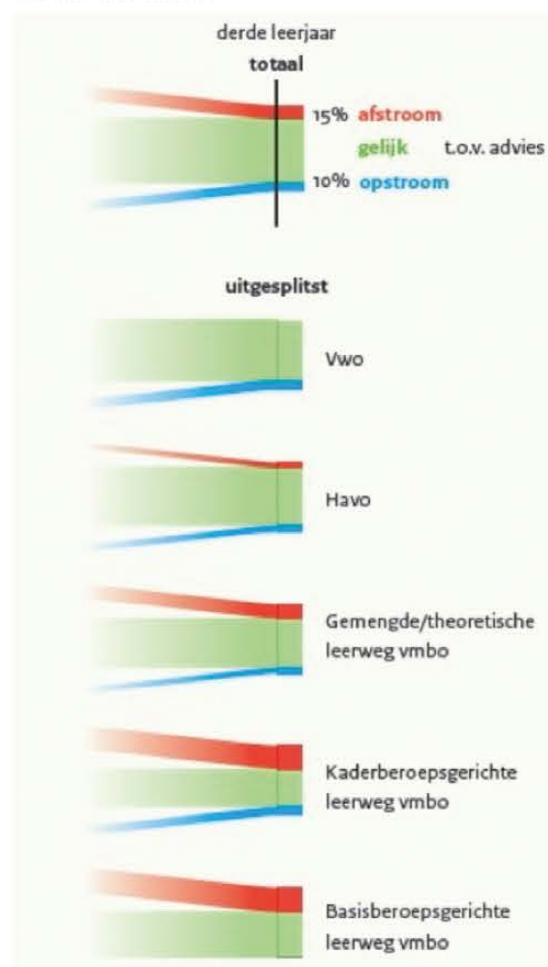 derde leerjaar
totaal
15% afstroom
gelijk t.o.v. advies
10% opstroom
uitgesplitst
Vwo
Havo
Gemengde/theoretische
leerweg vmbo
Kaderberoepsgerichte
leerweg vmbo
Basisberoepsgerichte
leerweg vmbo